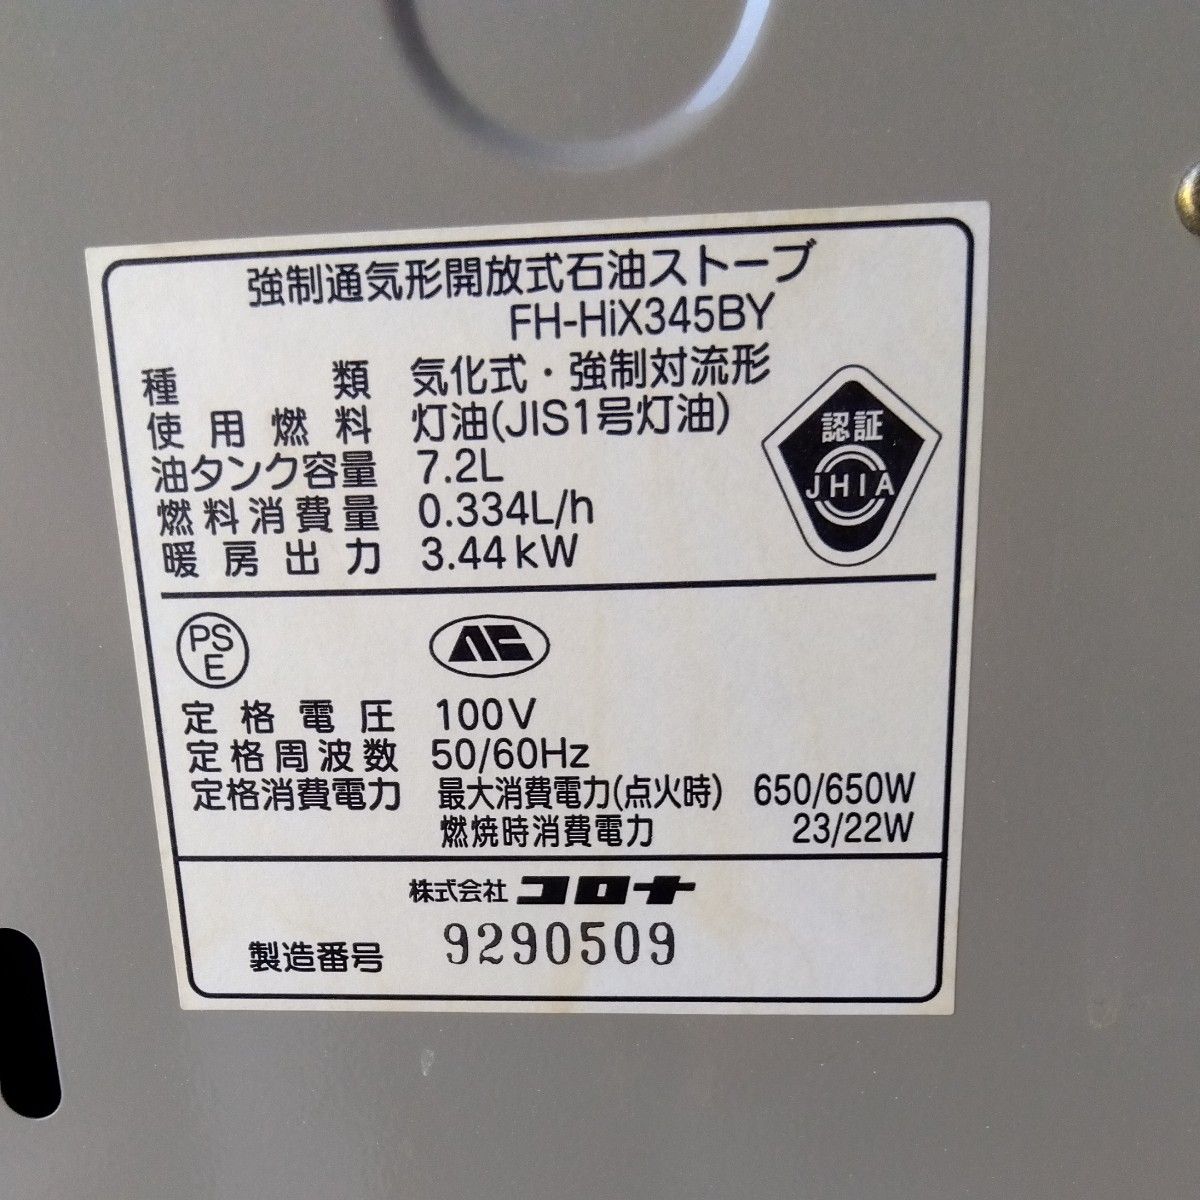 強制通気形開放式石油ストーブ
FH-HiX345BY
種類 気化式・強制対流形
使用燃料 灯油(JIS1号灯油)
油タンク容量 7.2L
燃料消費量 0.334L/h
暖房出力 3.44kW
認証
JHIA
PS
E
定格電圧 100V
定格周波数 50/60Hz
定格消費電力 最大消費電力(点火時) 650/650W
燃焼時消費電力 23/22W
株式会社 コロナ
製造番号 9290509